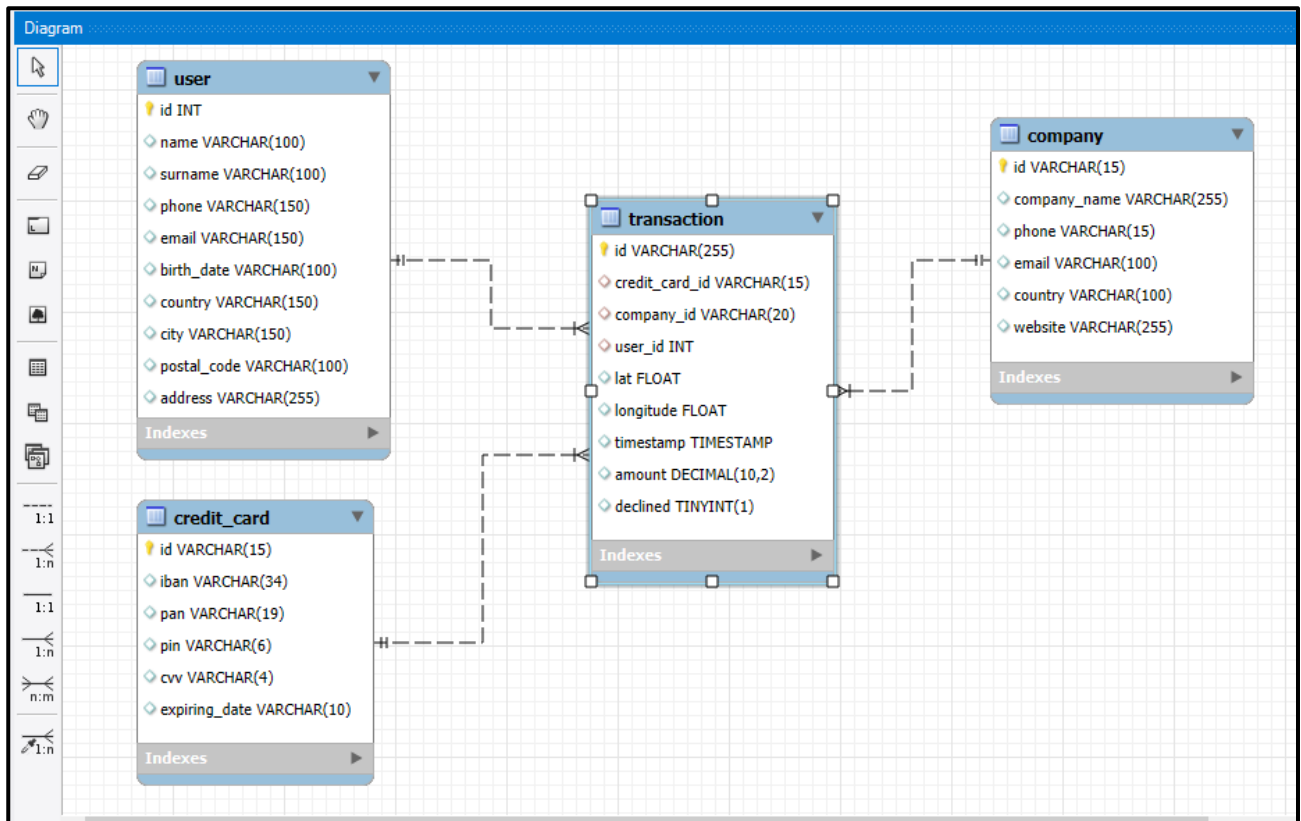 Diagram
user
id INT
name VARCHAR(100)
surname VARCHAR(100)
phone VARCHAR(150)
email VARCHAR(150)
birth_date VARCHAR(100)
country VARCHAR(150)
city VARCHAR(150)
postal_code VARCHAR(100)
address VARCHAR(255)
Indexes
credit_card
id VARCHAR(15)
iban VARCHAR(34)
pan VARCHAR(19)
pin VARCHAR(6)
cvv VARCHAR(4)
expiring_date VARCHAR(10)
Indexes
transaction
id VARCHAR(255)
credit_card_id VARCHAR(15)
company_id VARCHAR(20)
user_id INT
lat FLOAT
longitude FLOAT
timestamp TIMESTAMP
amount DECIMAL(10,2)
declined TINYINT(1)
Indexes
company
id VARCHAR(15)
company_name VARCHAR(255)
phone VARCHAR(15)
email VARCHAR(100)
country VARCHAR(100)
website VARCHAR(255)
Indexes
1:1
1:n
1:1
1:n
n:m
1:n